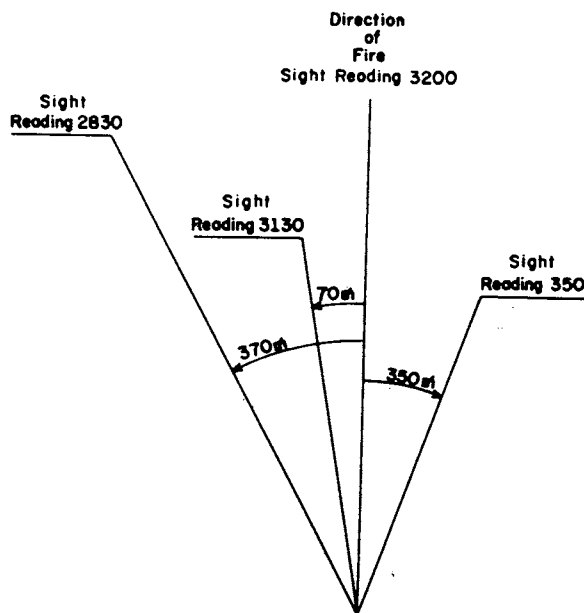 Direction
of
Fire
Sight Reading 3200
Sight
Reading 2830
Sight
Reading 3130
Sight
Reading 350
70 m
370 m
350 m